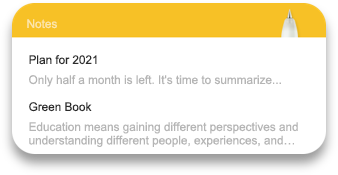 Notes
Plan for 2021
Only half a month is left. It's time to summarize...
Green Book
Education means gaining different perspectives and
understanding different people, experiences, and…